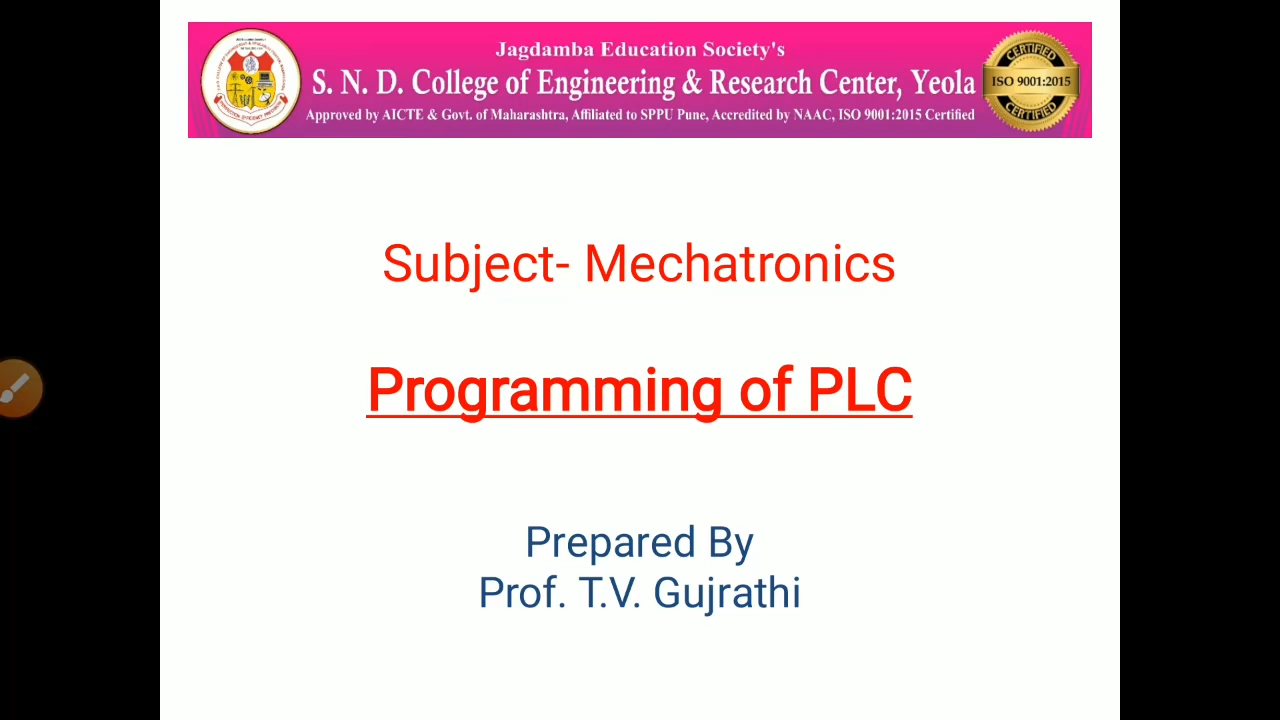 Jagdamba Education Society's
S. N. D. College of Engineering & Research Center, Yeola
Approved by AICTE & Govt. of Maharashtra, Affiliated to SPPU Pune, Accredited by NAAC, ISO 9001:2015 Certified
CERTIFIED
ISO 9001:2015
CERTIFIED
Subject- Mechatronics
Programming of PLC
Prepared By
Prof. T.V. Gujrathi